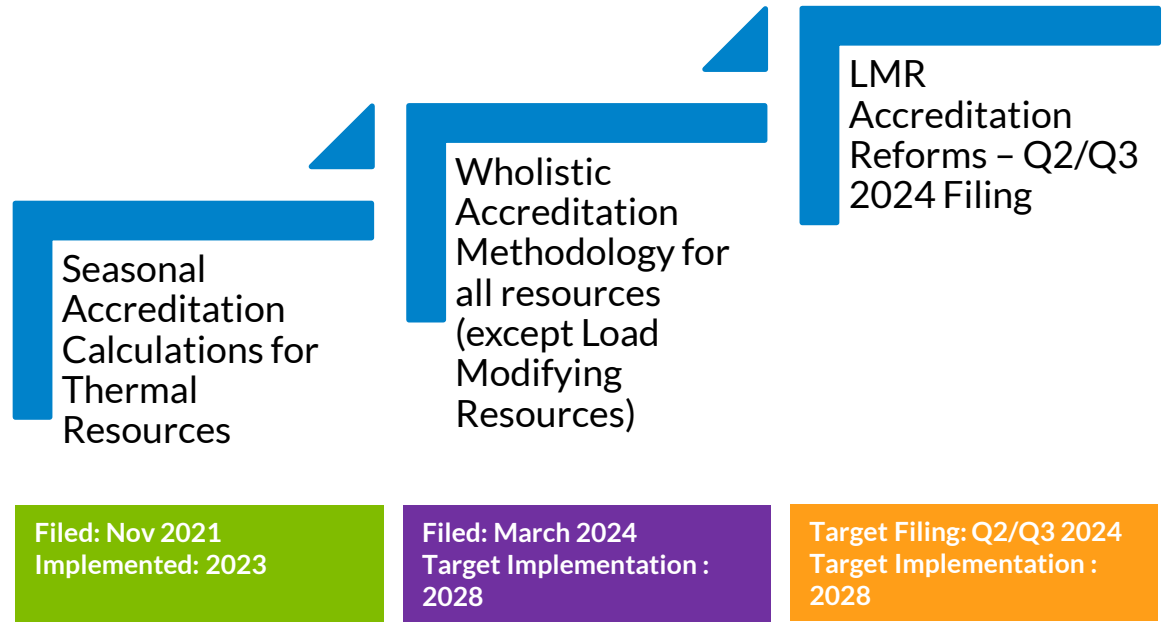 Seasonal
Accreditation
Calculations for
Thermal
Resources
Wholistic
Accreditation
Methodology for
all resources
(except Load
Modifying
Resources)
LMR
Accreditation
Reforms – Q2/Q3
2024 Filing
Filed: Nov 2021
Implemented: 2023
Filed: March 2024
Target Implementation :
2028
Target Filing: Q2/Q3 2024
Target Implementation :
2028